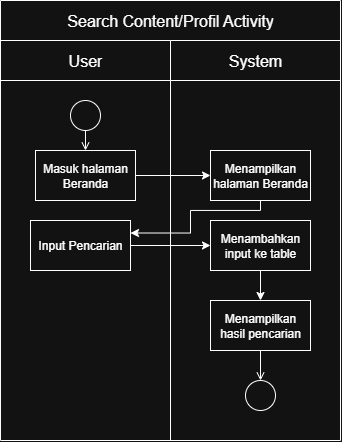 Search Content/Profil Activity
User
System
Masuk halaman
Beranda
Menampilkan
halaman Beranda
Input Pencarian
Menambahkan
input ke table
Menampilkan
hasil pencarian